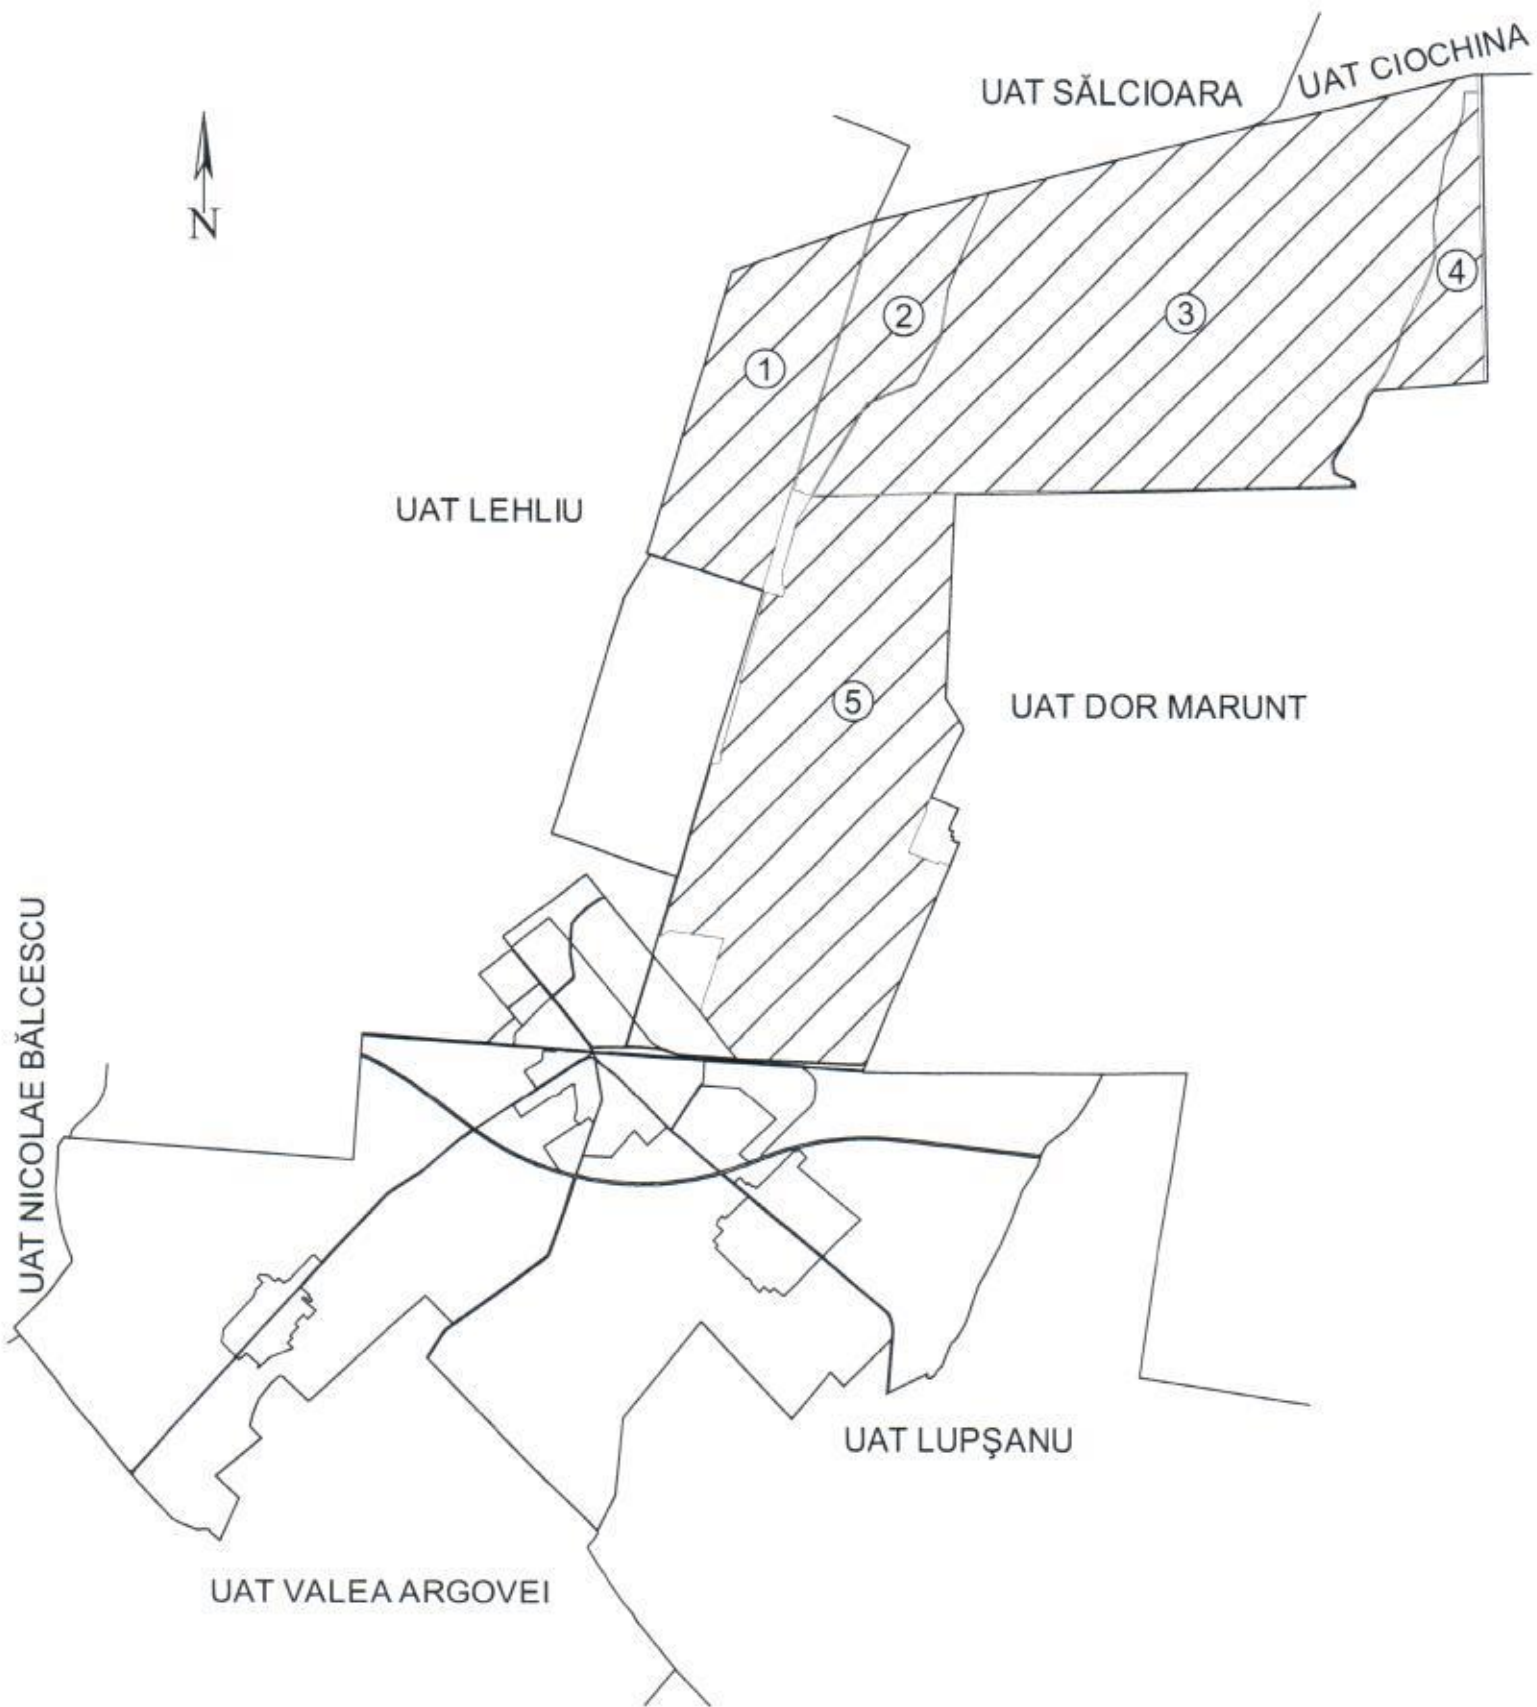 UAT CIOCHINA
UAT SĂLCIOARA
N
4
2
3
1
UAT LEHLIU
5
UAT DOR MARUNT
UAT NICOLAE BĂLCESCU
UAT LUPŞANU
UAT VALEA ARGOVEI